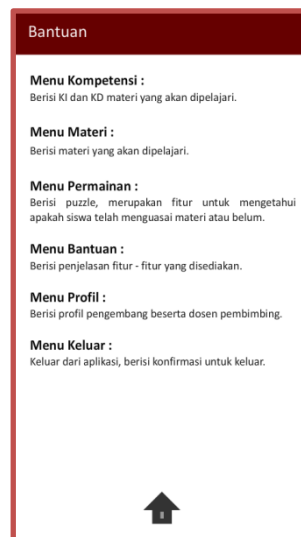 Bantuan
Menu Kompetensi :
Berisi KI dan KD materi yang akan dipelajari.
Menu Materi :
Berisi materi yang akan dipelajari.
Menu Permainan :
Berisi puzzle, merupakan fitur untuk mengetahui
apakah siswa telah menguasai materi atau belum.
Menu Bantuan :
Berisi penjelasan fitur - fitur yang disediakan.
Menu Profil :
Berisi profil pengembang beserta dosen pembimbing.
Menu Keluar :
Keluar dari aplikasi, berisi konfirmasi untuk keluar.